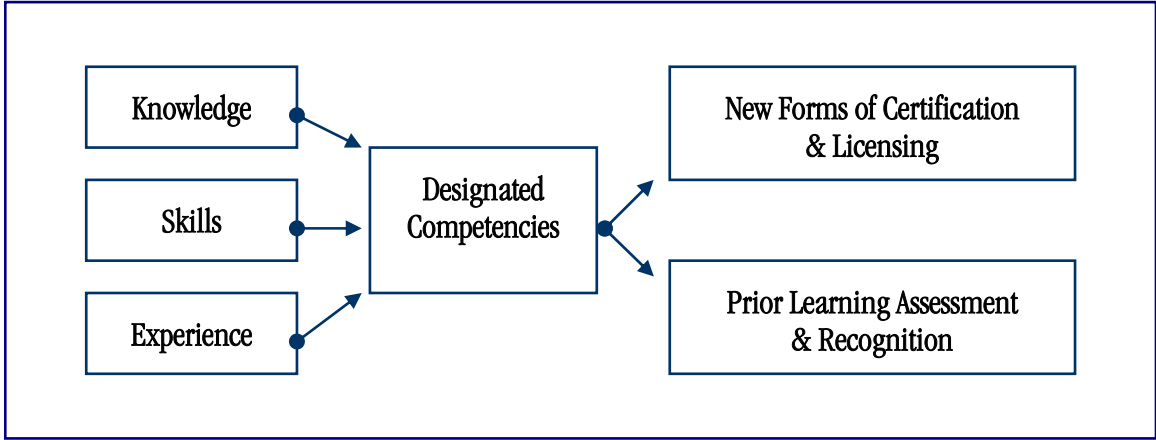 Knowledge
Skills
Experience
Designated
Competencies
New Forms of Certification
& Licensing
Prior Learning Assessment
& Recognition